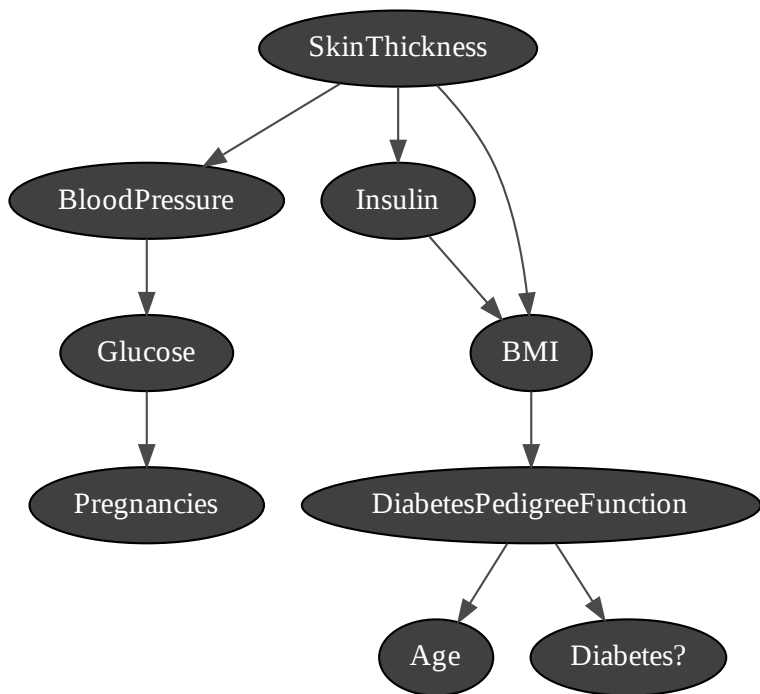 SkinThickness
BloodPressure
Insulin
Glucose
BMI
Pregnancies
DiabetesPedigreeFunction
Age
Diabetes?